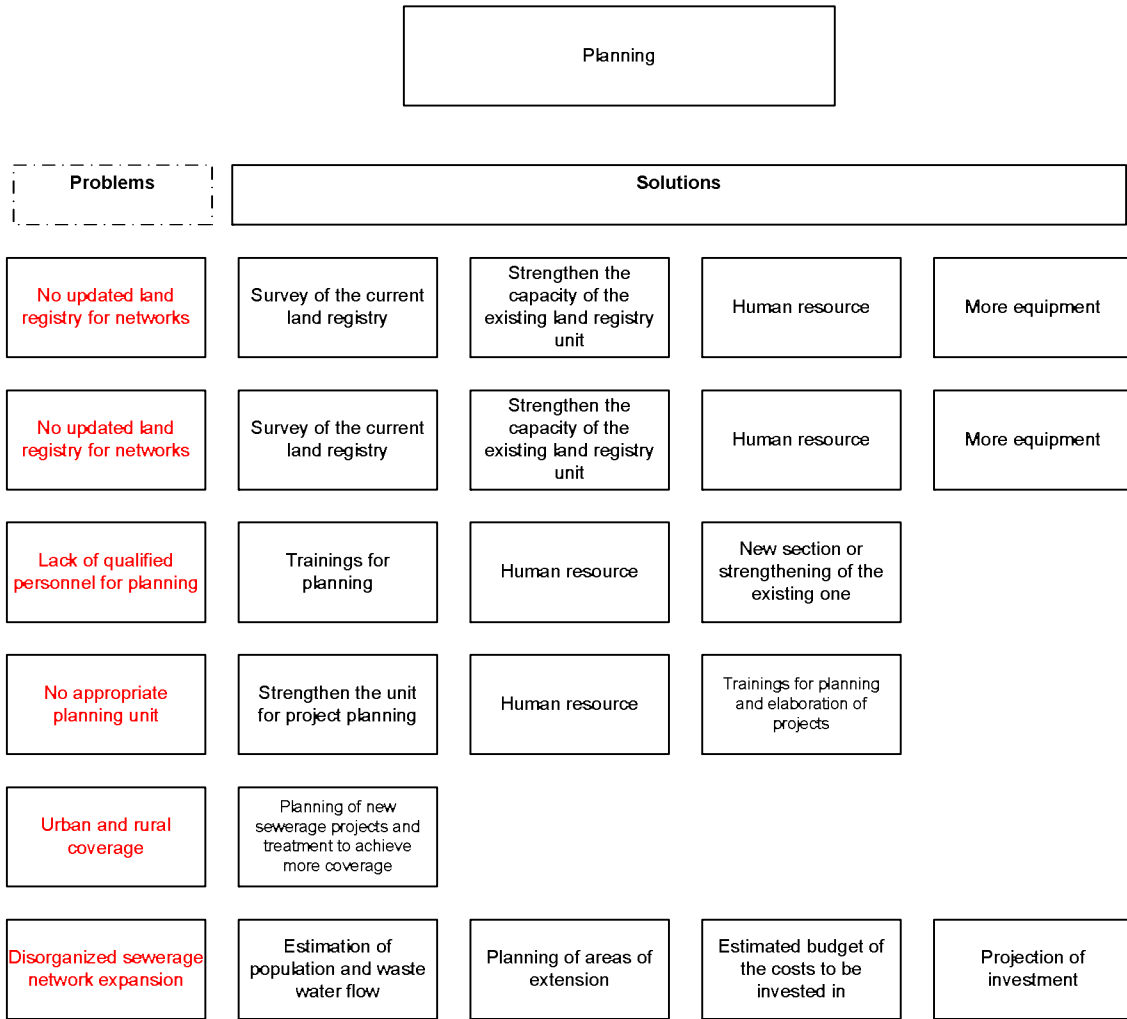 Planning
Problems
Solutions
No updated land
registry for networks
Survey of the current
land registry
Strengthen the
capacity of the
existing land registry
unit
Human resource
More equipment
No updated land
registry for networks
Survey of the current
land registry
Strengthen the
capacity of the
existing land registry
unit
Human resource
More equipment
Lack of qualified
personnel for planning
Trainings for
planning
Human resource
New section or
strengthening of the
existing one
No appropriate
planning unit
Strengthen the unit
for project planning
Human resource
Trainings for planning
and elaboration of
projects
Urban and rural
coverage
Planning of new
sewerage projects and
treatment to achieve
more coverage
Disorganized sewerage
network expansion
Estimation of
population and waste
water flow
Planning of areas of
extension
Estimated budget of
the costs to be
invested in
Projection of
investment